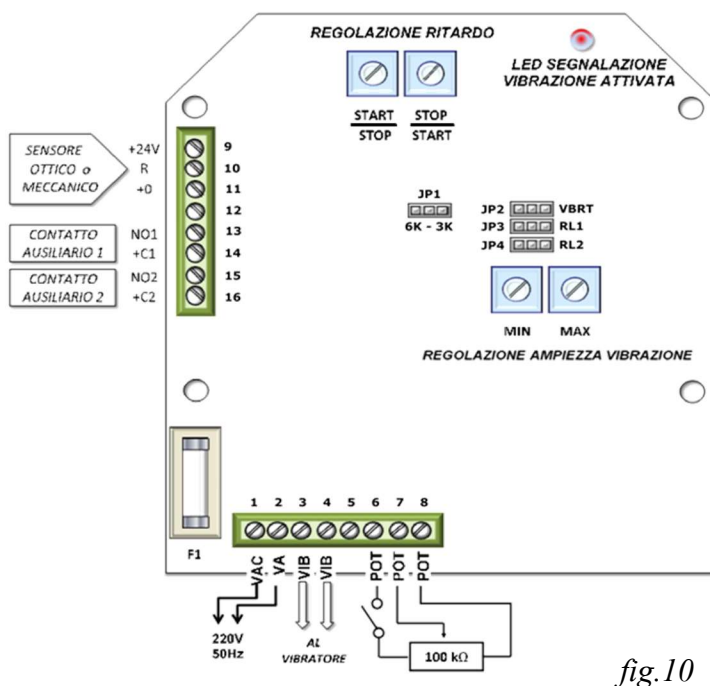 REGOLAZIONE RITARDO
LED SEGNALAZIONE
VIBRAZIONE ATTIVATA
START
STOP
STOP
START
SENSORE
OTTICO o
MECCANICO
+24V
R
+0
9
10
11
12
13
14
15
16
CONTATTO
AUSILIARIO 1
NO1
+C1
CONTATTO
AUSILIARIO 2
NO2
+C2
JP1
6K - 3K
JP2 VBRT
JP3 RL1
JP4 RL2
MIN MAX
REGOLAZIONE AMPIEZZA VIBRAZIONE
F1
1 2 3 4 5 6 7 8
VAC VA VIB VIB POT POT POT
220V
50Hz
AL
VIBRATORE
100 kΩ
fig.10